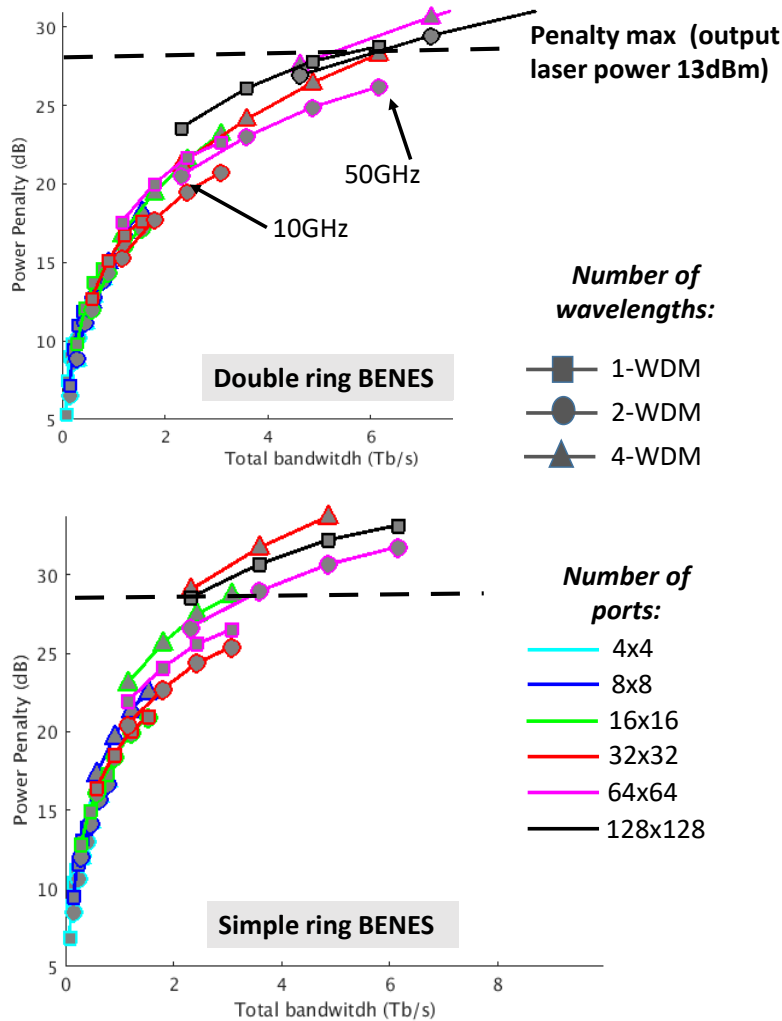 30
25
20
15
10
5
Power Penalty (dB)
Penalty max (output
laser power 13dBm)
50GHz
10GHz
Double ring BENES
0
2
4
6
Total bandwitdh (Tb/s)
Number of
wavelengths:
1-WDM
2-WDM
4-WDM
30
25
20
15
10
5
Power Penalty (dB)
Simple ring BENES
0
2
4
6
8
Total bandwitdh (Tb/s)
Number of
ports:
4x4
8x8
16x16
32x32
64x64
128x128